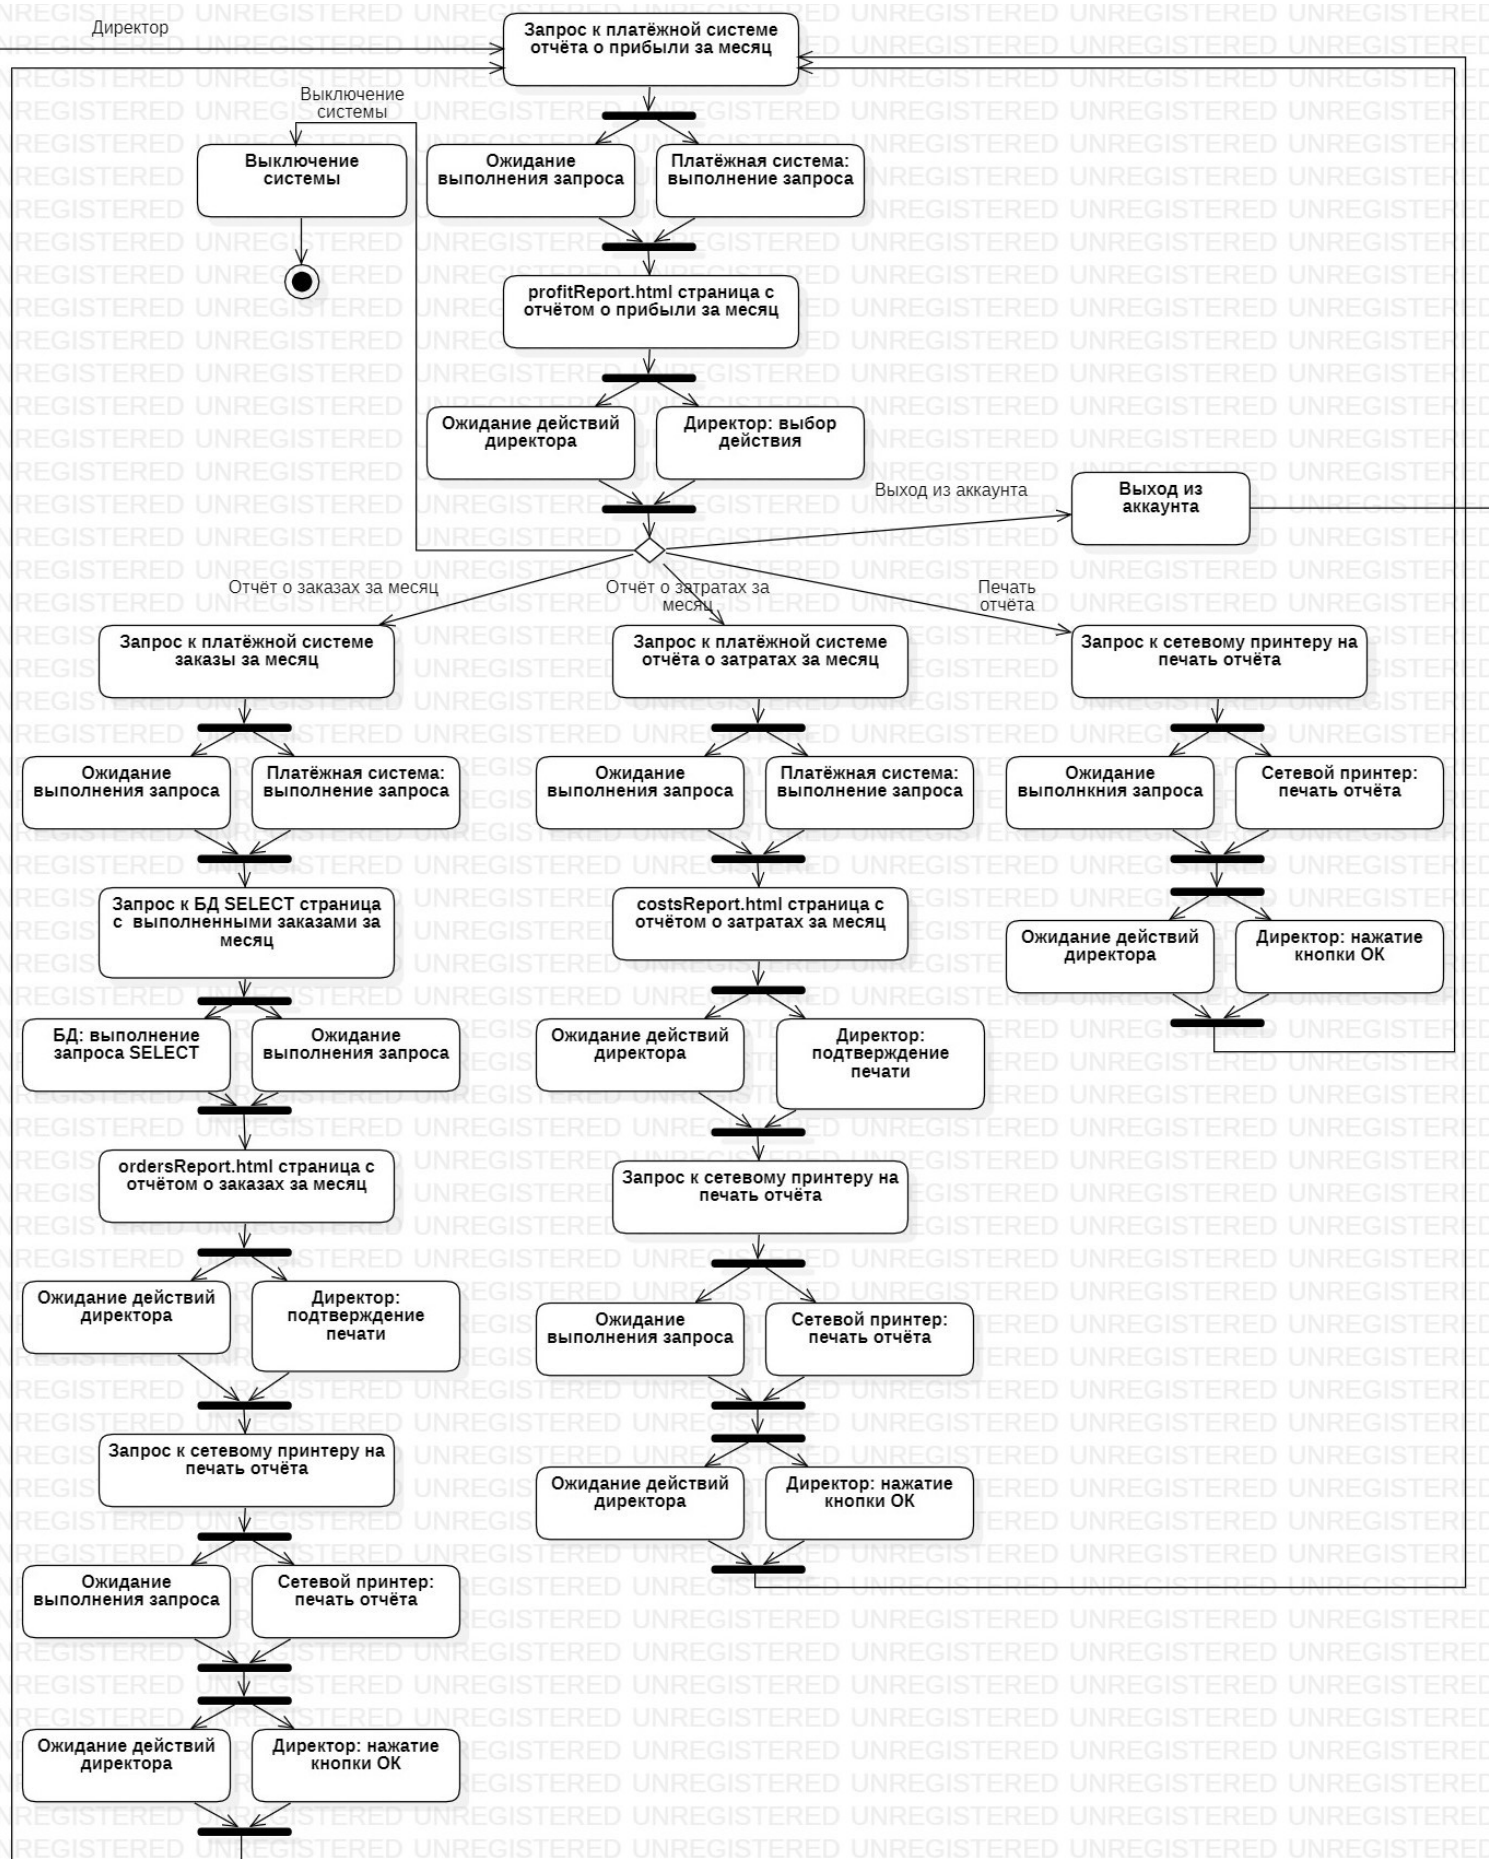 Директор
Запрос к платёжной системе
отчёта о прибыли за месяц
Выключение
системы
Выключение
системы
Ожидание
выполнения запроса
Платёжная система:
выполнение запроса
profitReport.html страница с
отчётом о прибыли за месяц
Ожидание действий
директора
Директор: выбор
действия
Выход из аккаунта
Выход из
аккаунта
Отчёт о заказах за месяц
Отчёт о затратах за
месяц
Печать
отчёта
Запрос к платёжной системе
заказы за месяц
Запрос к платёжной системе
отчёта о затратах за месяц
Запрос к сетевому принтеру на
печать отчёта
Ожидание
выполнения запроса
Платёжная система:
выполнение запроса
Ожидание
выполнения запроса
Платёжная система:
выполнение запроса
Ожидание
выполнкния запроса
Сетевой принтер:
печать отчёта
Запрос к БД SELECT страница
с выполненными заказами за
месяц
costsReport.html страница с
отчётом о затратах за месяц
Ожидание действий
директора
Директор: нажатие
кнопки ОК
БД: выполнение
запроса SELECT
Ожидание
выполнения запроса
Ожидание действий
директора
Директор:
подтверждение
печати
ordersReport.html страница с
отчётом о заказах за месяц
Запрос к сетевому принтеру на
печать отчёта
Ожидание действий
директора
Директор:
подтверждение
печати
Ожидание
выполнения запроса
Сетевой принтер:
печать отчёта
Запрос к сетевому принтеру на
печать отчёта
Ожидание действий
директора
Директор: нажатие
кнопки ОК
Ожидание
выполнения запроса
Сетевой принтер:
печать отчёта
Ожидание действий
директора
Директор: нажатие
кнопки ОК